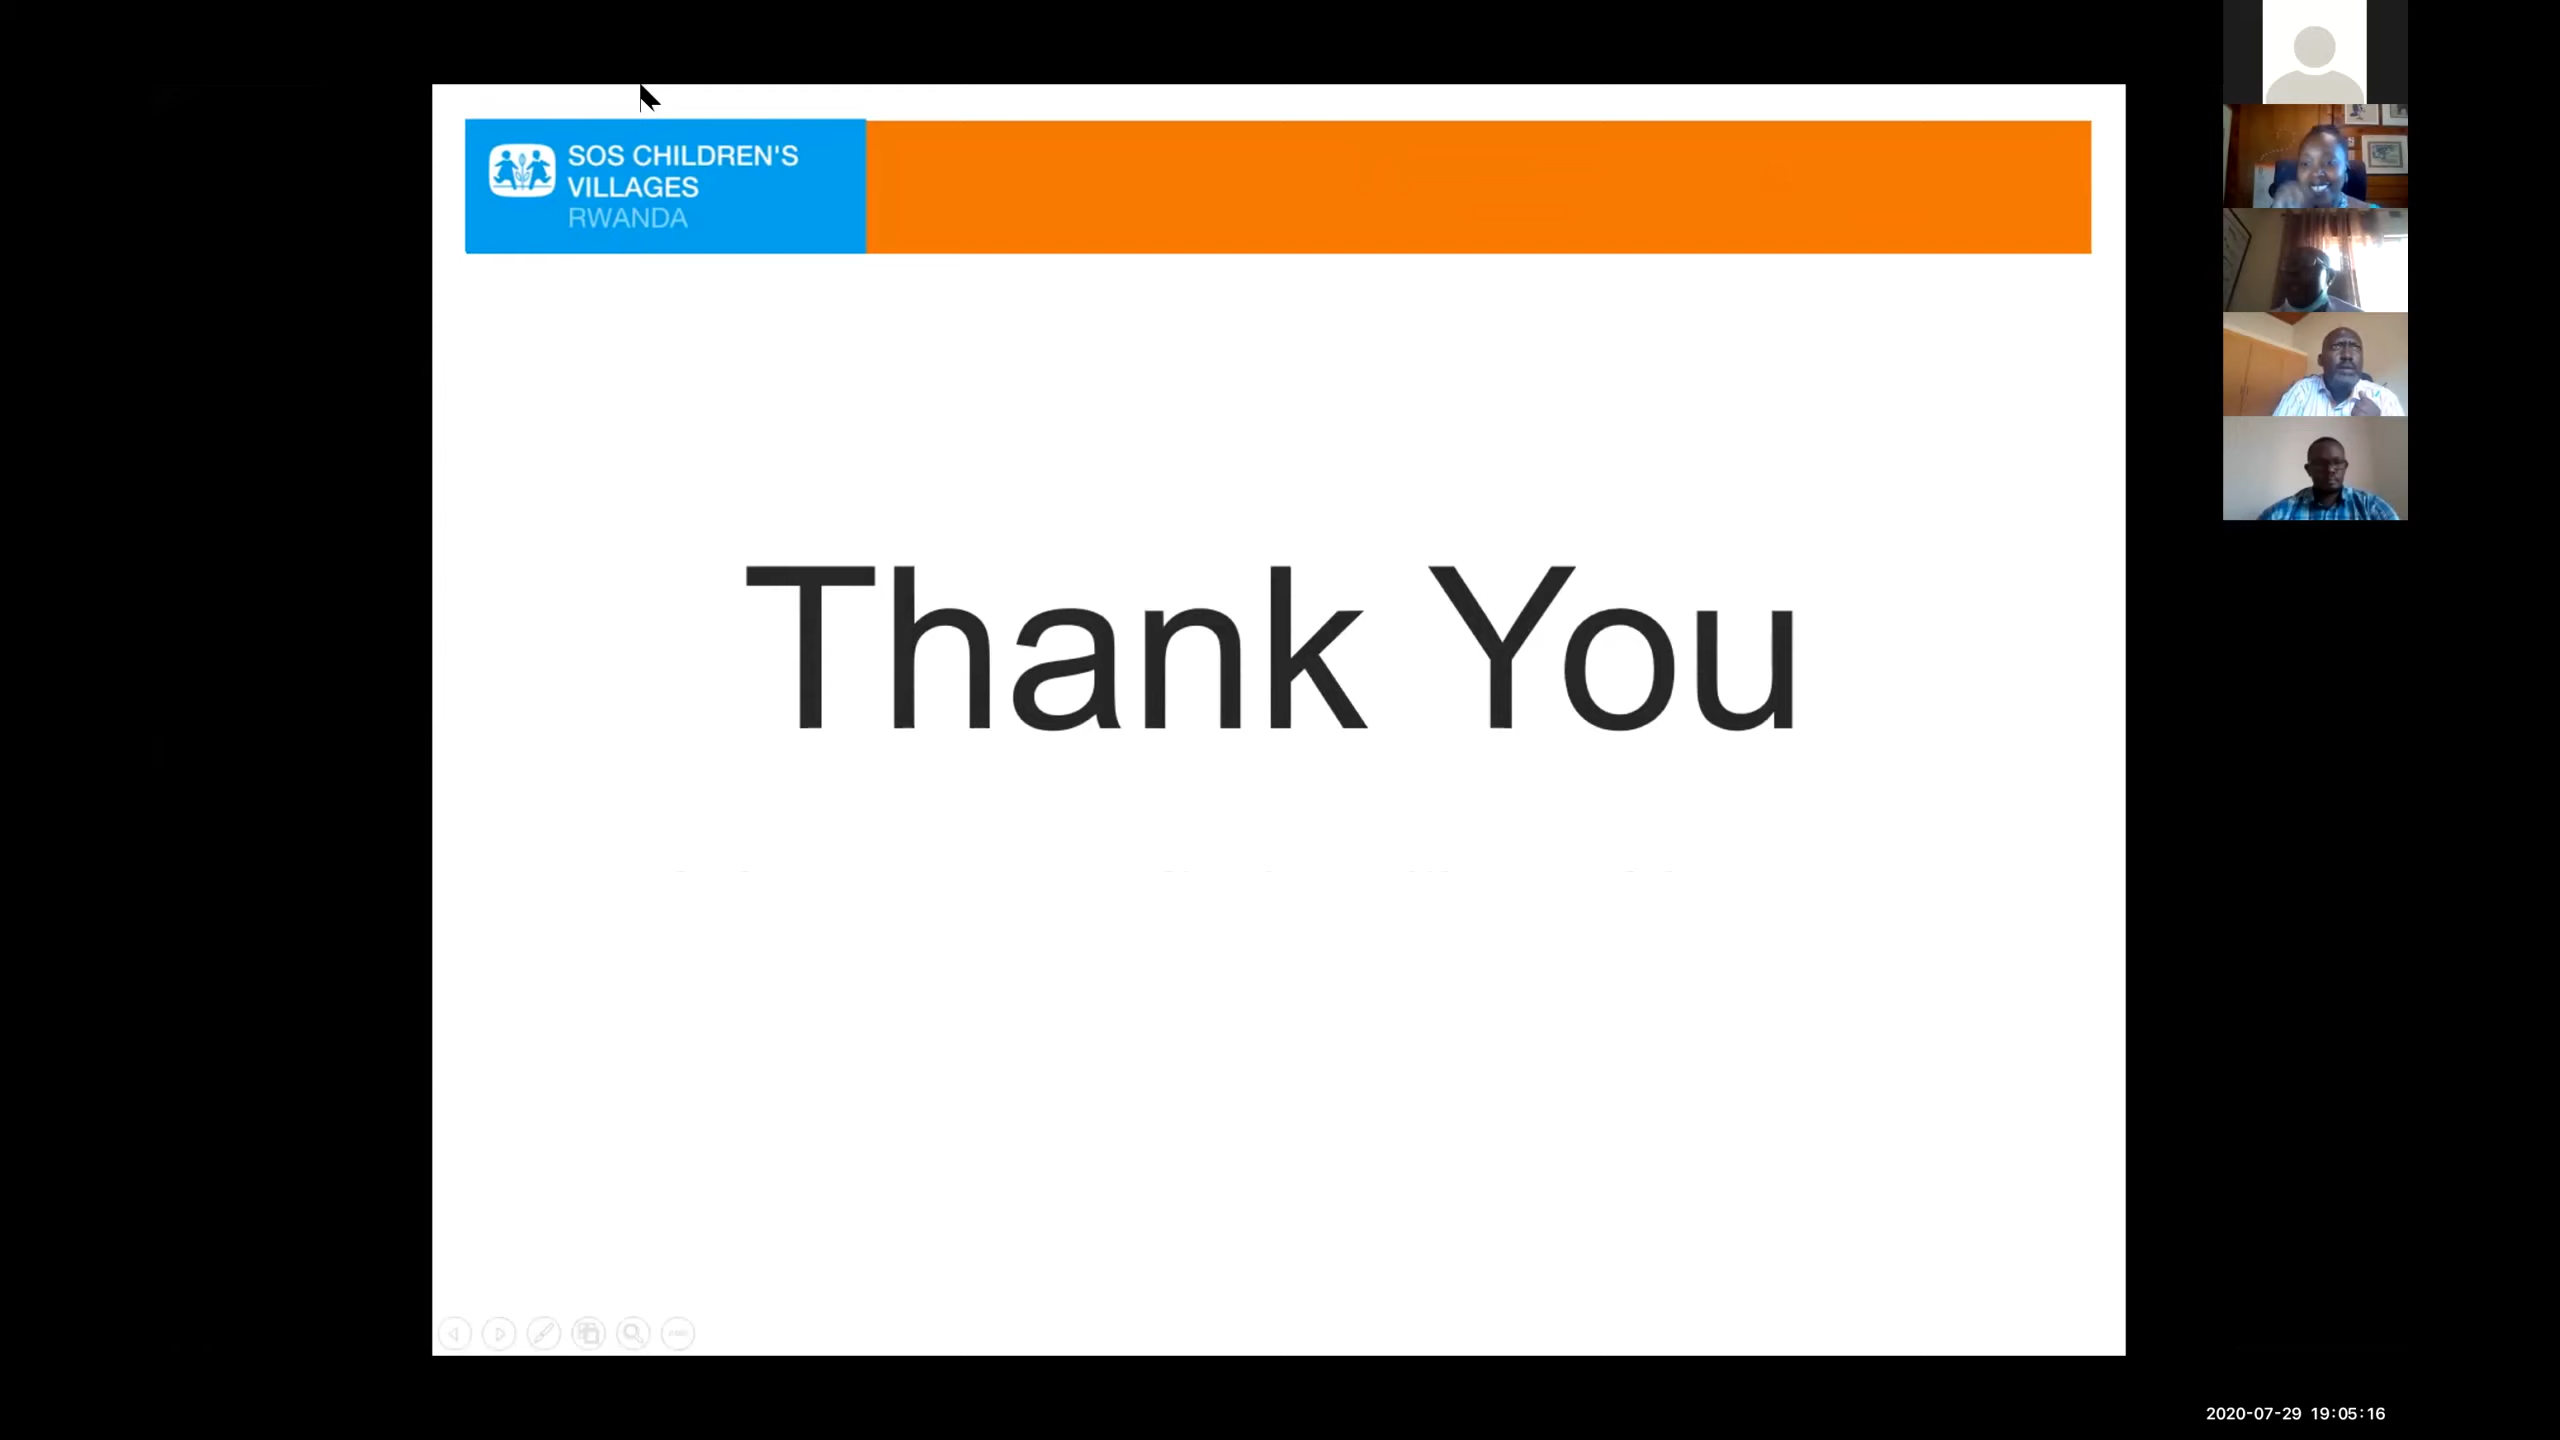 SOS CHILDREN'S
VILLAGES
RWANDA
Thank You
2020-07-29 19:05:16